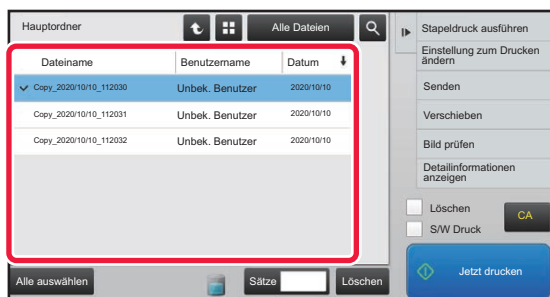 Hauptordner
Alle Dateien
Dateiname Benutzername Datum
Copy_2020/10/10_112030 Unbek. Benutzer 2020/10/10
Copy_2020/10/10_112031 Unbek. Benutzer 2020/10/10
Copy_2020/10/10_112032 Unbek. Benutzer 2020/10/10
Alle auswählen
Sätze
Löschen
Stapeldruck ausführen
Einstellung zum Drucken
ändern
Senden
Verschieben
Bild prüfen
Detailinformationen
anzeigen
Löschen
S/W Druck
CA
Jetzt drucken